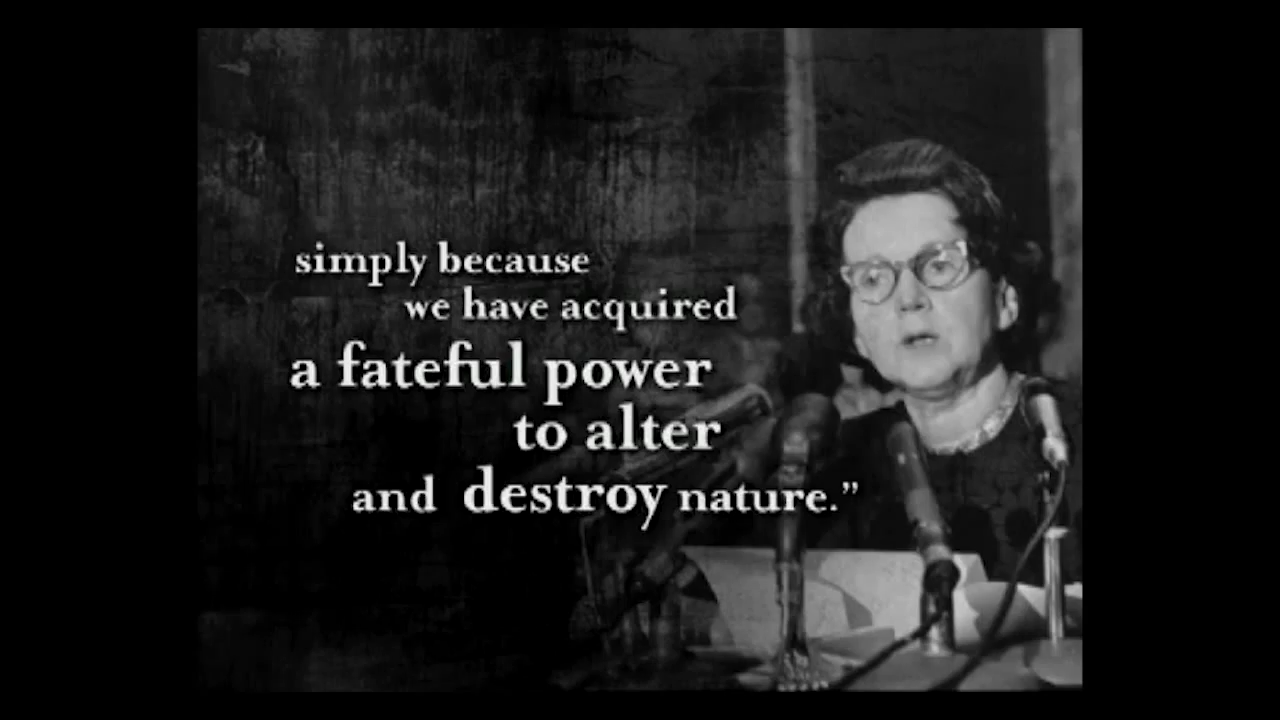 simply because
we have acquired
a fateful power
to alter
and destroy nature.”